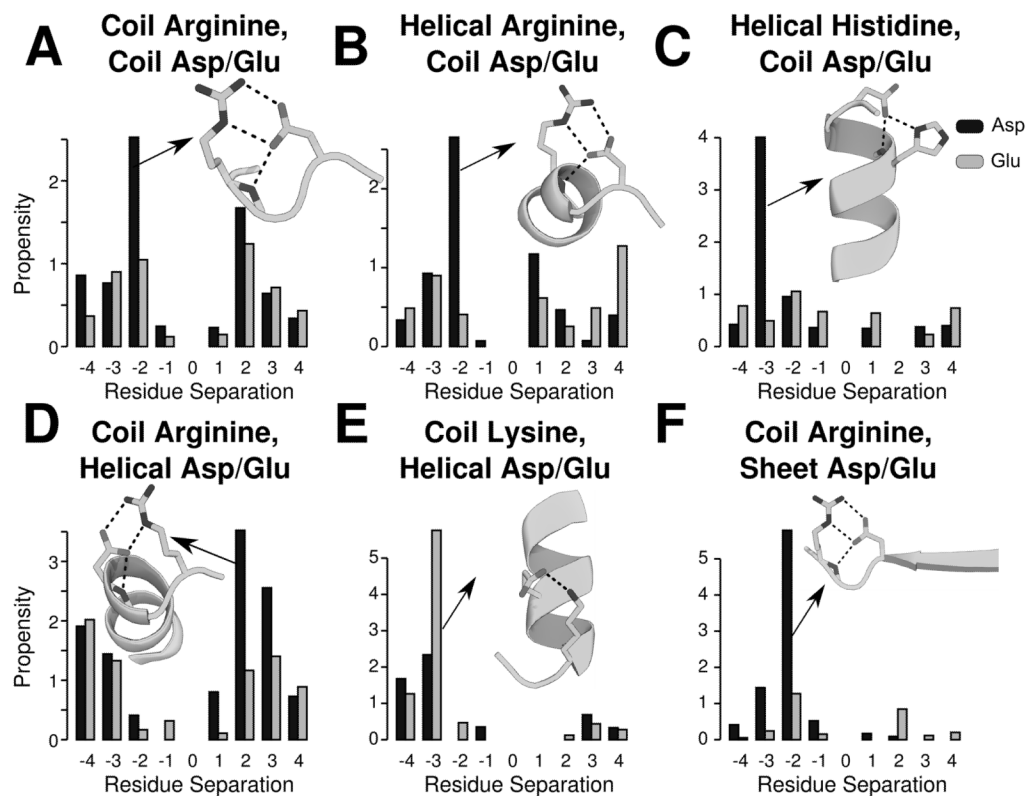 A
Coil Arginine,
Coil Asp/Glu
Propensity
2
1
0
-4 -3 -2 -1 0 1 2 3 4
Residue Separation
B
Helical Arginine,
Coil Asp/Glu
2
1
0
-4 -3 -2 -1 0 1 2 3 4
Residue Separation
C
Helical Histidine,
Coil Asp/Glu
Asp
Glu
4
3
2
1
0
-4 -3 -2 -1 0 1 2 3 4
Residue Separation
D
Coil Arginine,
Helical Asp/Glu
Propensity
3
2
1
0
-4 -3 -2 -1 0 1 2 3 4
Residue Separation
E
Coil Lysine,
Helical Asp/Glu
5
4
3
2
1
0
-4 -3 -2 -1 0 1 2 3 4
Residue Separation
F
Coil Arginine,
Sheet Asp/Glu
5
4
3
2
1
0
-4 -3 -2 -1 0 1 2 3 4
Residue Separation